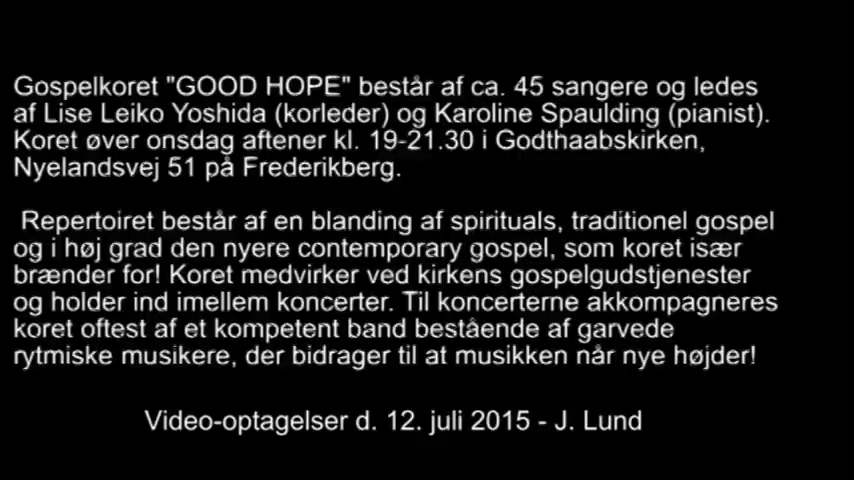 Gospelkoret "GOOD HOPE" består af ca. 45 sangere og ledes
af Lise Leiko Yoshida (korleder) og Karoline Spaulding (pianist).
Koret øver onsdag aftener kl. 19-21.30 i Godthaabskirken,
Nyelandsvej 51 på Frederikberg.
Repertoiret består af en blanding af spirituals, traditionel gospel
og i høj grad den nyere contemporary gospel, som koret især
brænder for! Koret medvirker ved kirkens gospelgudstjenester
og holder ind imellem koncerter. Til koncerterne akkompagneres
koret oftest af et kompetent band bestående af garvede
rytmiske musikere, der bidrager til at musikken når nye højder!
Video-optagelser d. 12. juli 2015 - J. Lund